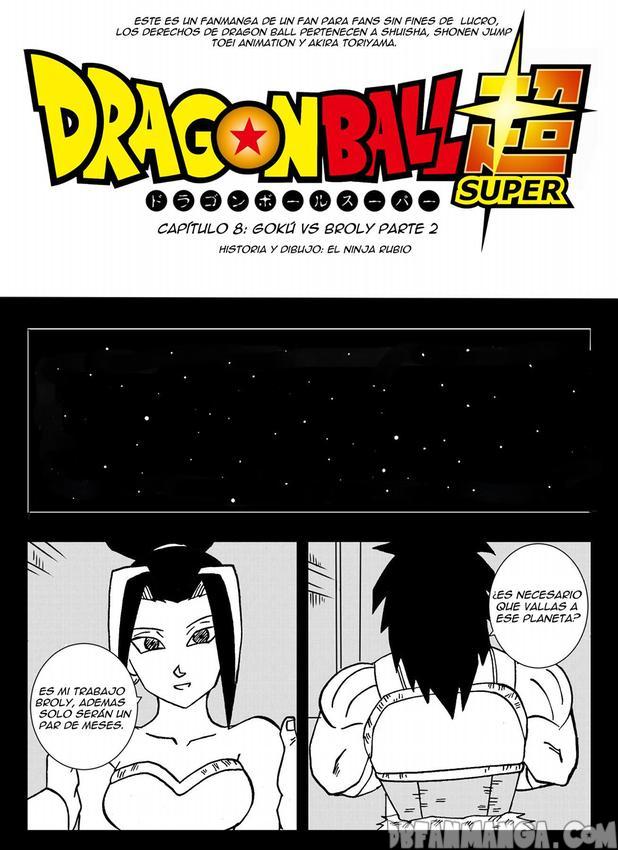 ESTE ES UN FANMANGA DE UN FAN PARA FANS SIN FINES DE LUCRO,
LOS DERECHOS DE DRAGON BALL PERTENECEN A SHUISHA, SHONEN JUMP
TOEI ANIMATION Y AKIRA TORIYAMA.
DRAGON BALL 超
SUPER
ドラゴンボールスーパー
CAPÍTULO 8: GOKÚ VS BROLY PARTE 2
HISTORIA Y DIBUJO: EL NINJA RUBIO
ES MI TRABAJO
BROLY, ADEMAS
SOLO SERÁN UN
PAR DE MESES.
¿ES NECESARIO
QUE VALLAS A
ESE PLANETA?
DBFANMANGA.COM